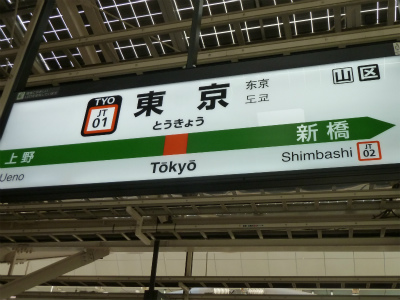 TYO
JT
01
東京
东京
도쿄
山区
とうきょう
上野
新橋
Ueno
Tōkyō
Shimbashi
JT
02